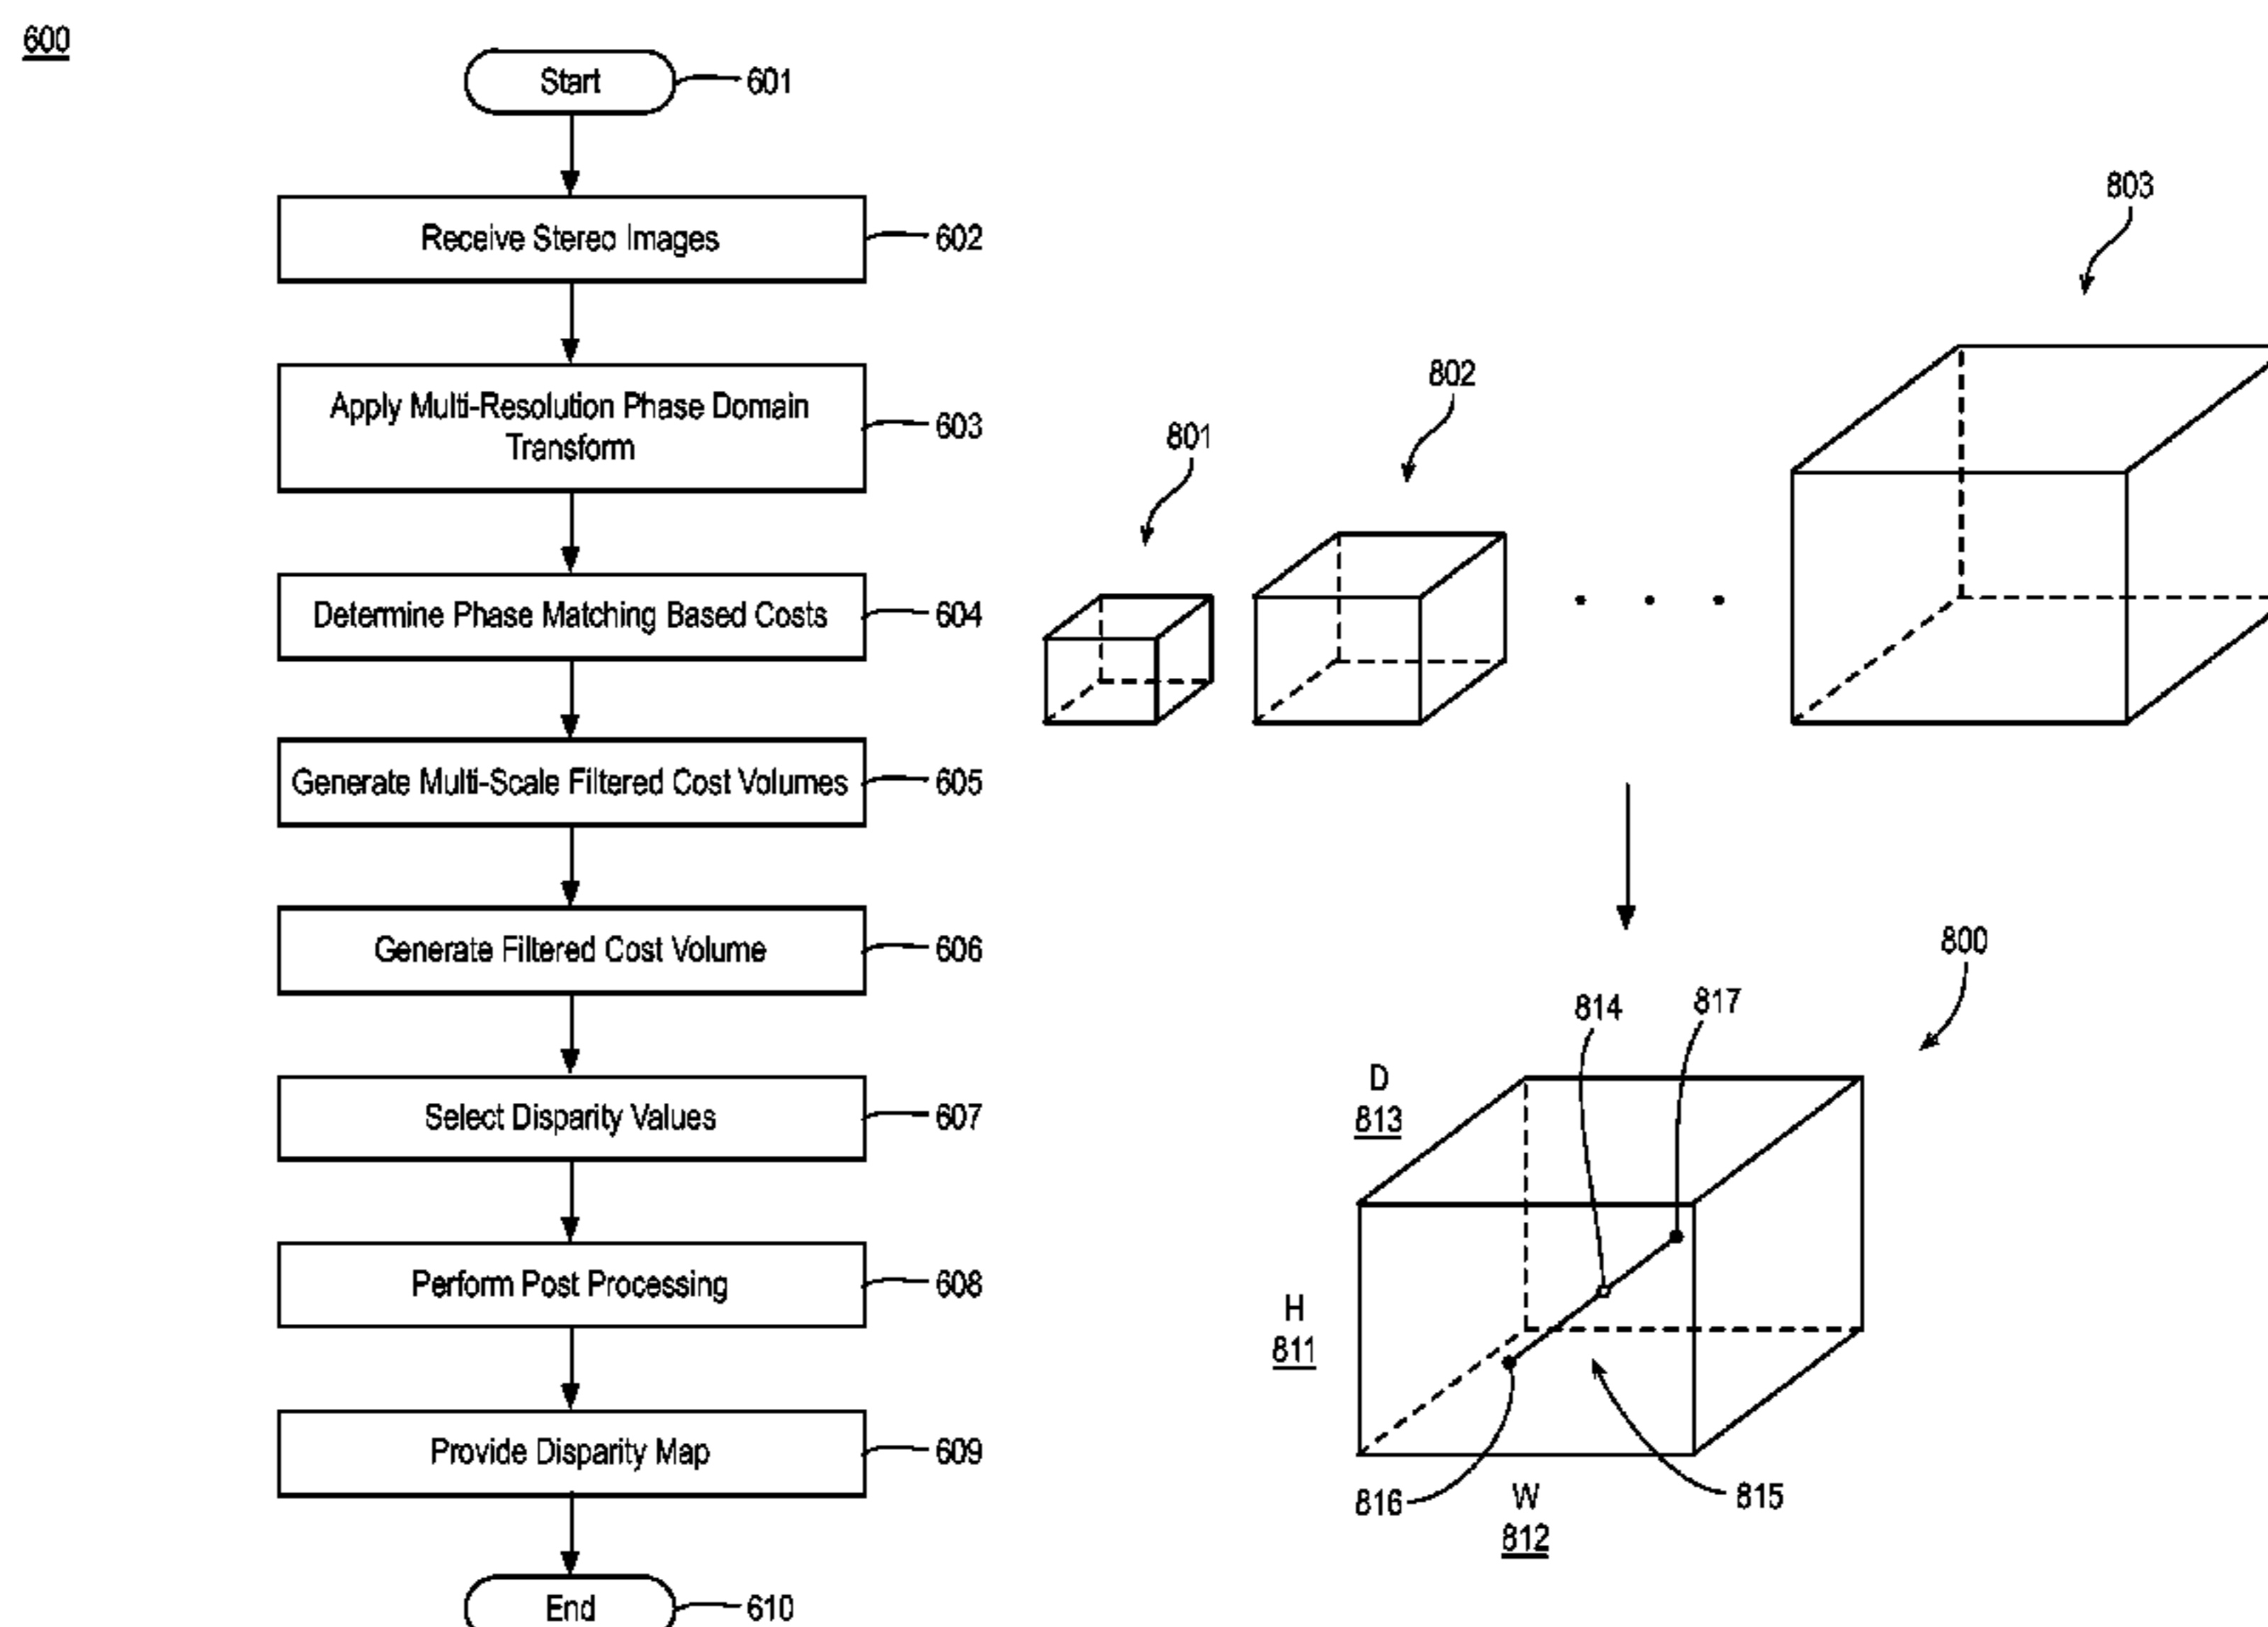 600
Start
601
Receive Stereo Images
602
Apply Multi-Resolution Phase Domain
Transform
603
Determine Phase Matching Based Costs
604
Generate Multi-Scale Filtered Cost Volumes
605
Generate Filtered Cost Volume
606
Select Disparity Values
607
Perform Post Processing
608
Provide Disparity Map
609
End
610
801
802
803
800
814
817
D
813
H
811
816
W
812
815